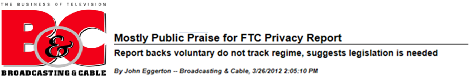 THE BUSINESS OF TELEVISION
B&C
BROADCASTING & CABLE
Mostly Public Praise for FTC Privacy Report
Report backs voluntary do not track regime, suggests legislation is needed
By John Eggerton -- Broadcasting & Cable, 3/26/2012 2:05:10 PM